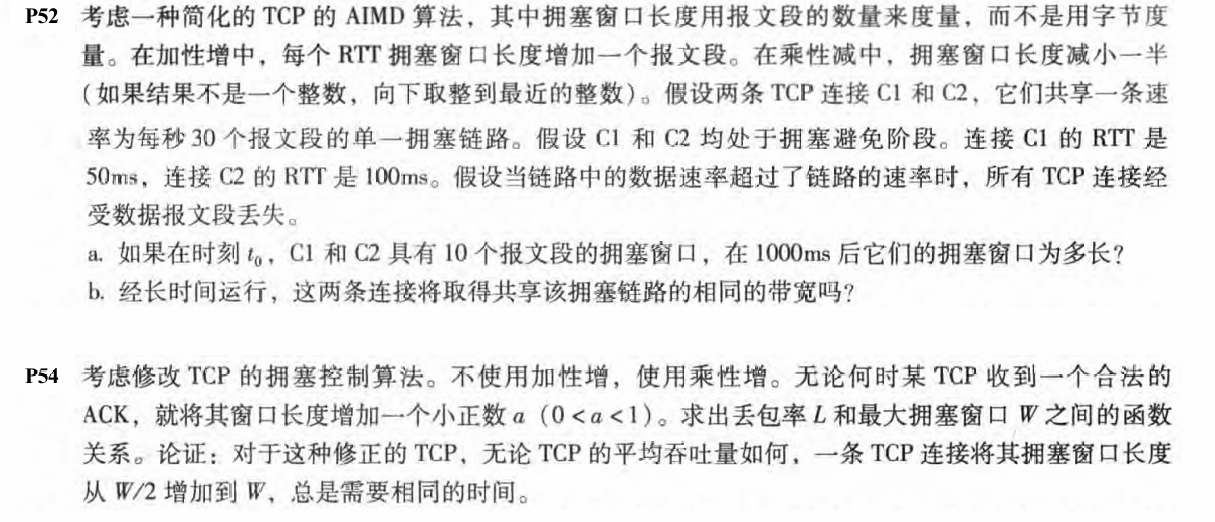 P52 考虑一种简化的 TCP 的 AIMD 算法，其中拥塞窗口长度用报文段的数量来度量，而不是用字节度
量。在加性增中，每个 RTT 拥塞窗口长度增加一个报文段。在乘性减中，拥塞窗口长度减小一半
(如果结果不是一个整数，向下取整到最近的整数)。假设两条 TCP 连接 C1 和 C2，它们共享一条速
率为每秒 30 个报文段的单一拥塞链路。假设 C1 和 C2 均处于拥塞避免阶段。连接 C1 的 RTT 是
50ms，连接 C2 的 RTT 是 100ms。假设当链路中的数据速率超过了链路的速率时，所有 TCP 连接经
受数据报文段丢失。
a. 如果在时刻 t₀，C1 和 C2 具有 10 个报文段的拥塞窗口，在 1000ms 后它们的拥塞窗口为多长？
b. 经长时间运行，这两条连接将取得共享该拥塞链路的相同的带宽吗？
P54 考虑修改 TCP 的拥塞控制算法。不使用加性增，使用乘性增。无论何时某 TCP 收到一个合法的
ACK，就将其窗口长度增加一个小正数 a（0<a<1）。求出丢包率 L 和最大拥塞窗口 W 之间的函数
关系。论证：对于这种修正的 TCP，无论 TCP 的平均吞吐量如何，一条 TCP 连接将其拥塞窗口长度
从 W/2 增加到 W，总是需要相同的时间。